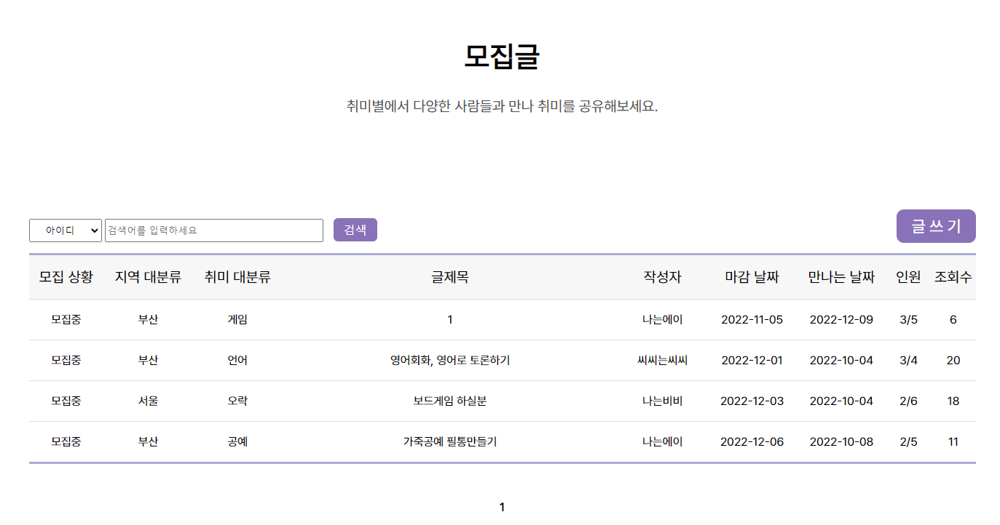 모집글
취미별에서 다양한 사람들과 만나 취미를 공유해보세요.
아이디 검색어를 입력하세요 검색 글 쓰 기
모집 상황 지역 대분류 취미 대분류 글제목 작성자 마감 날짜 만나는 날짜 인원 조회수
모집중 부산 게임 1 나는에이 2022-11-05 2022-12-09 3/5 6
모집중 부산 언어 영어회화, 영어로 토론하기 씨씨는씨씨 2022-12-01 2022-10-04 3/4 20
모집중 서울 오락 보드게임 하실분 나는비비 2022-12-03 2022-10-04 2/6 18
모집중 부산 공예 가죽공예 필통만들기 나는에이 2022-12-06 2022-10-08 2/5 11
1